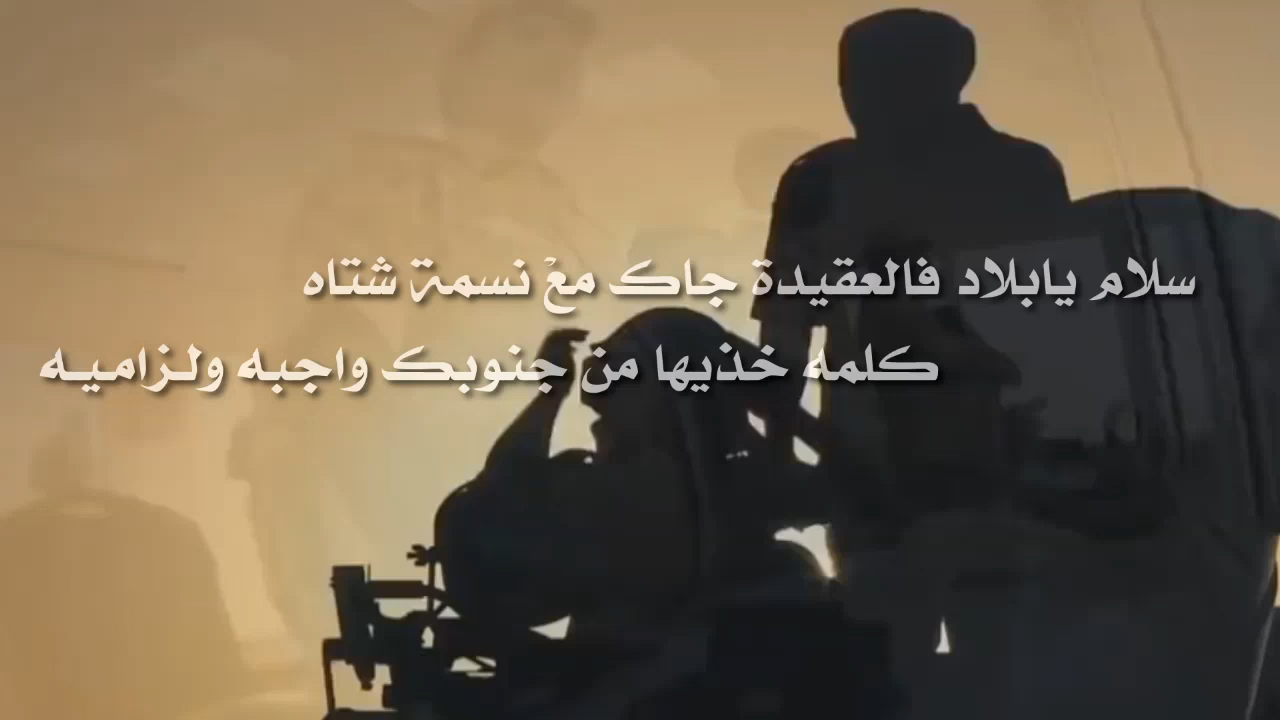 سلام يابلاد فالعقيدة جاك معْ نسمة شتاه
كلمه خذيها من جنوبك واجبه ولزاميه